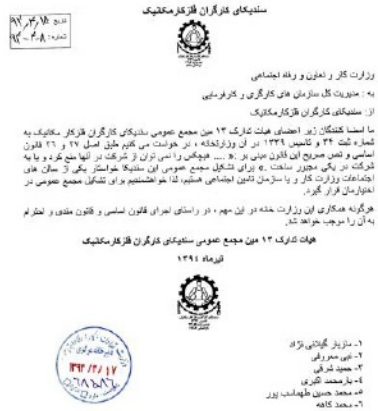 سندیکای کارگران فلزکارمکانیک
تاریخ:
شماره:
وزارت کار و تعاون و رفاه اجتماعی
به : مدیریت کل سازمان های کارگری و کارفرمایی
از: سندیکای کارگران فلزکارمکانیک
ما امضا کنندگان زیر اعضای هیات تدارک ۱۳ مین مجمع عمومی سندیکای کارگران فلزکار مکانیک به
شماره ثبت ۳۴ و تاسیس ۱۳۳۹ در آن وزارتخانه ، در خواست می کنیم طبق اصل ۲۷ و ۲۶ قانون
اساسی و نص صریح این قانون مبنی بر :« .... هیچکس را نمی توان از شرکت در آنها منع کرد و یا به
شرکت در یکی مجبور ساخت .» برای تشکیل مجمع عمومی این سندیکا خواستار یکی از سالن های
اجتماعات وزارت کار و یا سازمان تامین اجتماعی هستیم. لذا خواهشمندیم برای تشکیل مجمع عمومی در
اختیارمان قرار گیرد.
هرگونه همکاری این وزارت خانه در این مهم ، در راستای اجرای قانون اساسی و قانون مندی و احترام
به آن را موجب خواهد شد.
هیات تدارک ۱۳ مین مجمع عمومی سندیکای کارگران فلزکارمکانیک
تیرماه ۱۳۹۴
۱- مازیار گیلانی نژاد
۲- نبی معروفی
۳- حمید شرقی
۴- یارمحمد اکبری
۵- محمد حسین طهماسب پور
۶- محمد کاهه